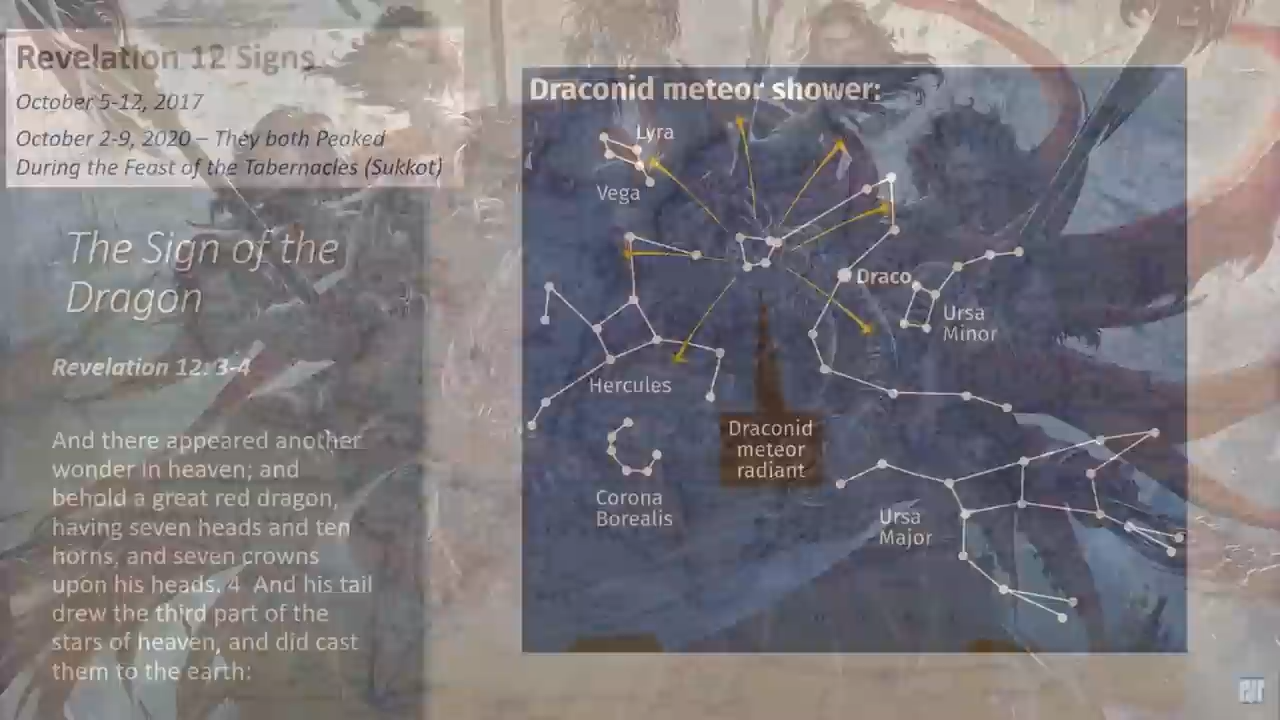 Revelation 12 Signs
October 5-12, 2017
October 2-9, 2020 – They both Peaked
During the Feast of the Tabernacles (Sukkot)
The Sign of the
Dragon
Revelation 12: 3-4
And there appeared another
wonder in heaven; and
behold a great red dragon,
having seven heads and ten
horns, and seven crowns
upon his heads. 4 And his tail
drew the third part of the
stars of heaven, and did cast
them to the earth:
Draconid meteor shower:
Lyra
Vega
Draco
Ursa
Minor
Hercules
Draconid
meteor
radiant
Corona
Borealis
Ursa
Major